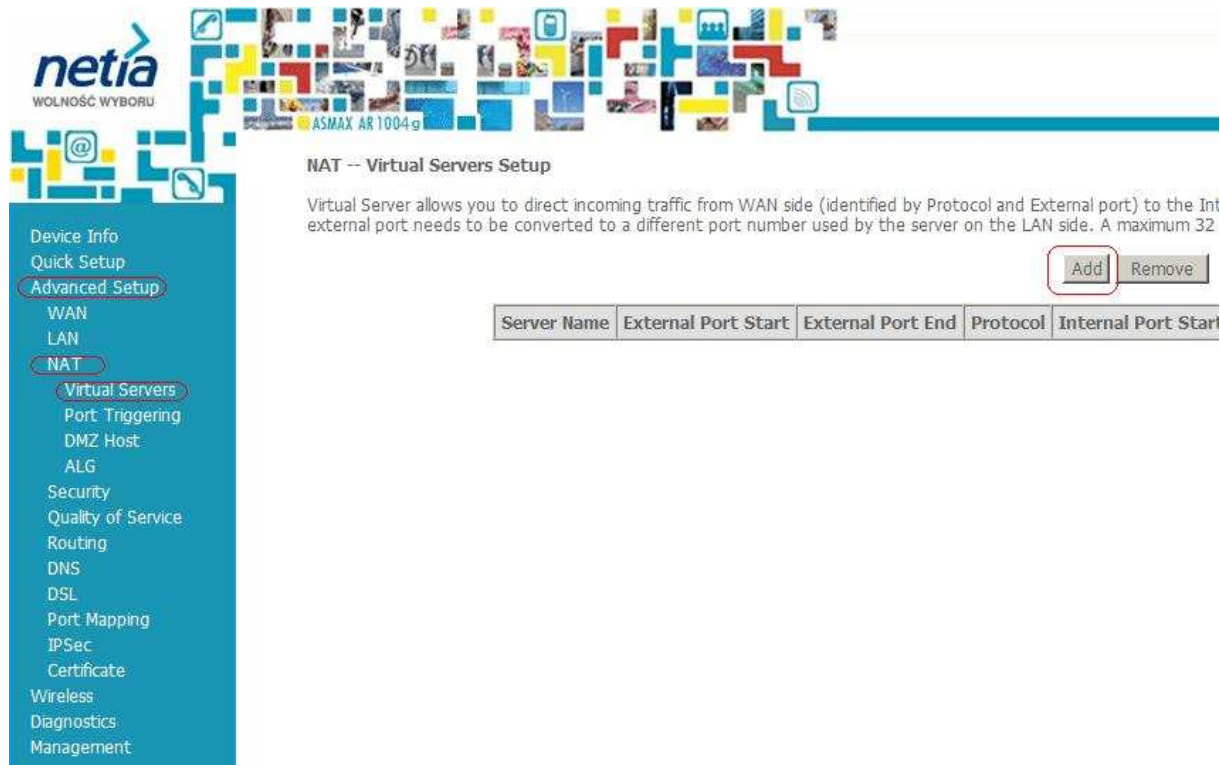 netia
WOLNOŚĆ WYBORU
ASMAX AR 1004g
@
NAT -- Virtual Servers Setup
Virtual Server allows you to direct incoming traffic from WAN side (identified by Protocol and External port) to the Int
external port needs to be converted to a different port number used by the server on the LAN side. A maximum 32
Add Remove
Server Name External Port Start External Port End Protocol Internal Port Start
Device Info
Quick Setup
Advanced Setup
WAN
LAN
NAT
Virtual Servers
Port Triggering
DMZ Host
ALG
Security
Quality of Service
Routing
DNS
DSL
Port Mapping
IPSec
Certificate
Wireless
Diagnostics
Management